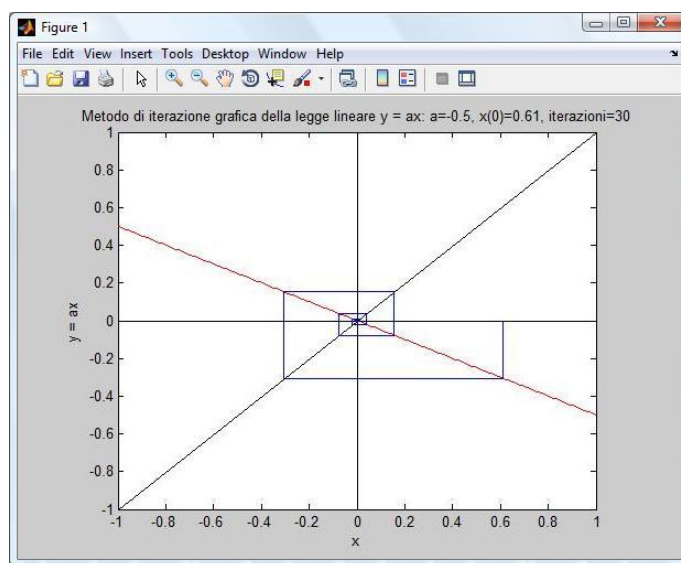 Figure 1
File Edit View Insert Tools Desktop Window Help
Metodo di iterazione grafica della legge lineare y = ax: a=-0.5, x(0)=0.61, iterazioni=30
1
0.8
0.6
0.4
0.2
0
-0.2
-0.4
-0.6
-0.8
-1
y = ax
-1 -0.8 -0.6 -0.4 -0.2 0 0.2 0.4 0.6 0.8 1
x